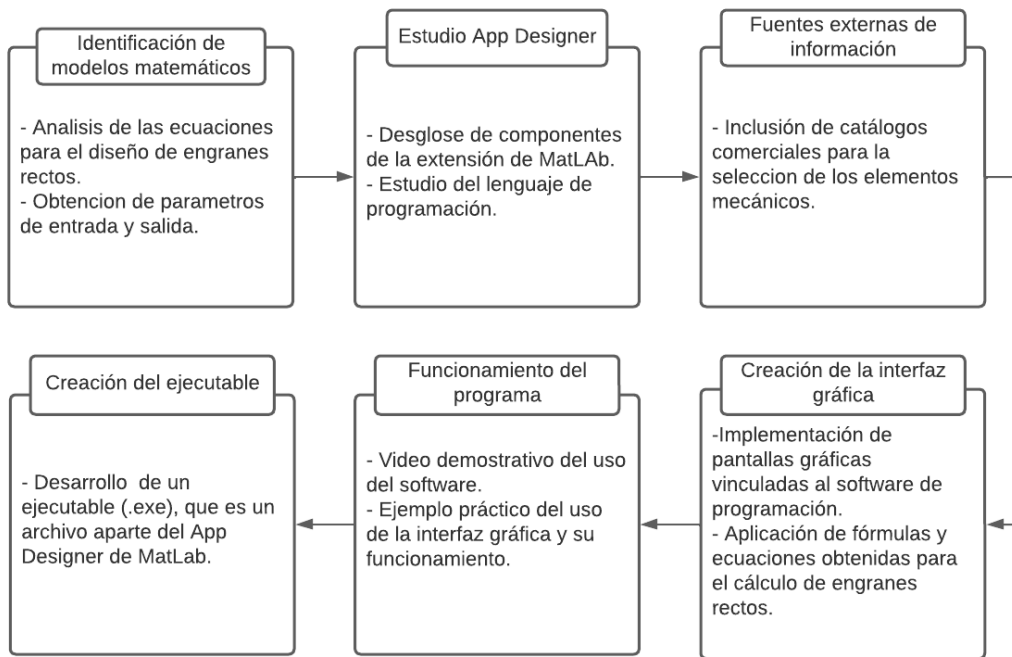 Identificación de
modelos matemáticos
- Analisis de las ecuaciones
para el diseño de engranes
rectos.
- Obtencion de parametros
de entrada y salida.
Estudio App Designer
- Desglose de componentes
de la extensión de MatLAb.
- Estudio del lenguaje de
programación.
Fuentes externas de
información
- Inclusión de catálogos
comerciales para la
seleccion de los elementos
mecánicos.
Creación de la interfaz
gráfica
-Implementación de
pantallas gráficas
vinculadas al software de
programación.
- Aplicación de fórmulas y
ecuaciones obtenidas para
el cálculo de engranes
rectos.
Funcionamiento del
programa
- Video demostrativo del uso
del software.
- Ejemplo práctico del uso
de la interfaz gráfica y su
funcionamiento.
Creación del ejecutable
- Desarrollo  de un
ejecutable (.exe), que es un
archivo aparte del App
Designer de MatLab.